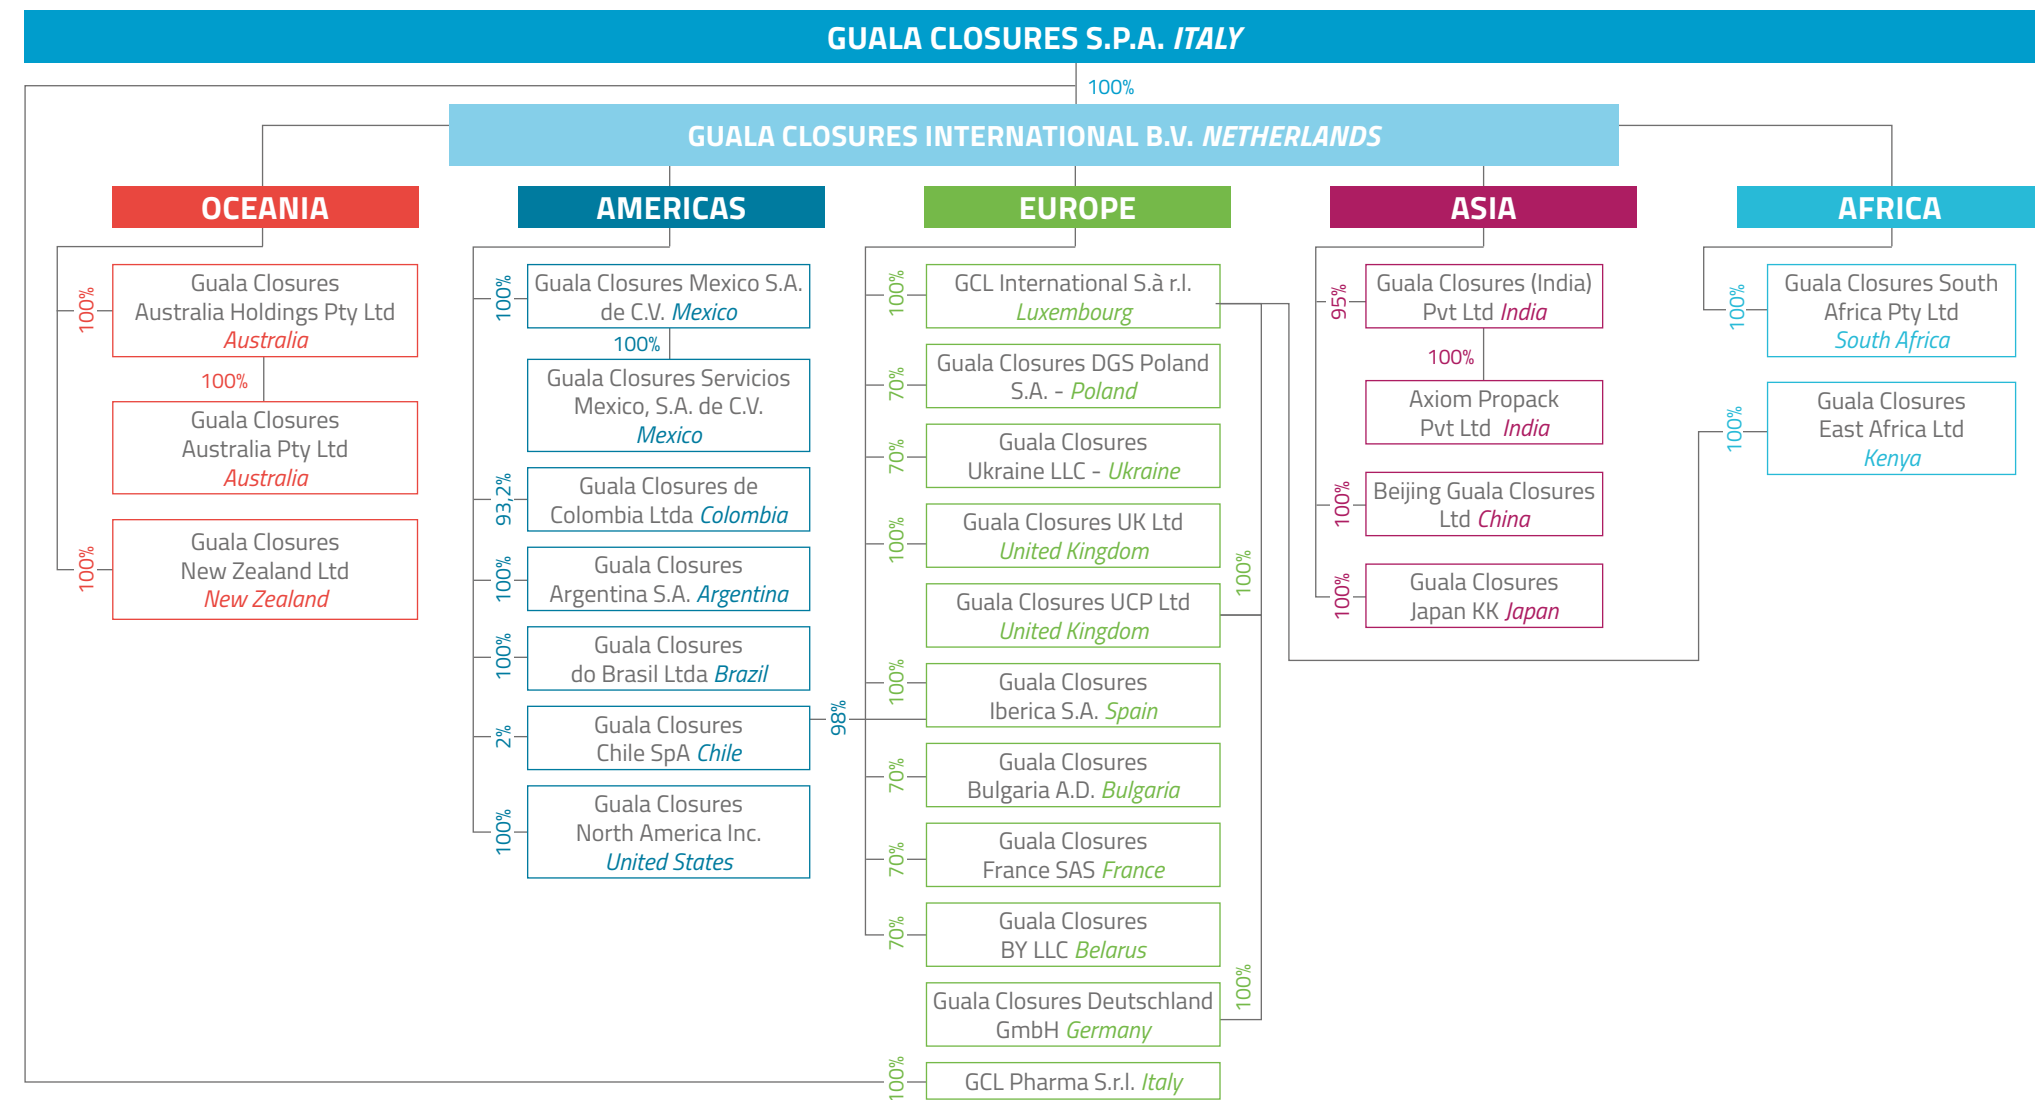 GUALA CLOSURES S.P.A. ITALY
100%
GUALA CLOSURES INTERNATIONAL B.V. NETHERLANDS
OCEANIA
100%
Guala Closures
Australia Holdings Pty Ltd
Australia
100%
Guala Closures
Australia Pty Ltd
Australia
100%
Guala Closures
New Zealand Ltd
New Zealand
AMERICAS
100%
Guala Closures Mexico S.A.
de C.V. Mexico
100%
Guala Closures Servicios
Mexico, S.A. de C.V.
Mexico
93,2%
Guala Closures de
Colombia Ltda Colombia
100%
Guala Closures
Argentina S.A. Argentina
100%
Guala Closures
do Brasil Ltda Brazil
2%
Guala Closures
Chile SpA Chile
98%
100%
Guala Closures
North America Inc.
United States
EUROPE
100%
GCL International S.à r.l.
Luxembourg
70%
Guala Closures DGS Poland
S.A. - Poland
70%
Guala Closures
Ukraine LLC - Ukraine
100%
Guala Closures UK Ltd
United Kingdom
100%
Guala Closures UCP Ltd
United Kingdom
100%
Guala Closures
Iberica S.A. Spain
70%
Guala Closures
Bulgaria A.D. Bulgaria
70%
Guala Closures
France SAS France
70%
Guala Closures
BY LLC Belarus
100%
Guala Closures Deutschland
GmbH Germany
100%
GCL Pharma S.r.l. Italy
ASIA
95%
Guala Closures (India)
Pvt Ltd India
100%
Axiom Propack
Pvt Ltd India
100%
Beijing Guala Closures
Ltd China
100%
Guala Closures
Japan KK Japan
AFRICA
100%
Guala Closures South
Africa Pty Ltd
South Africa
100%
Guala Closures
East Africa Ltd
Kenya